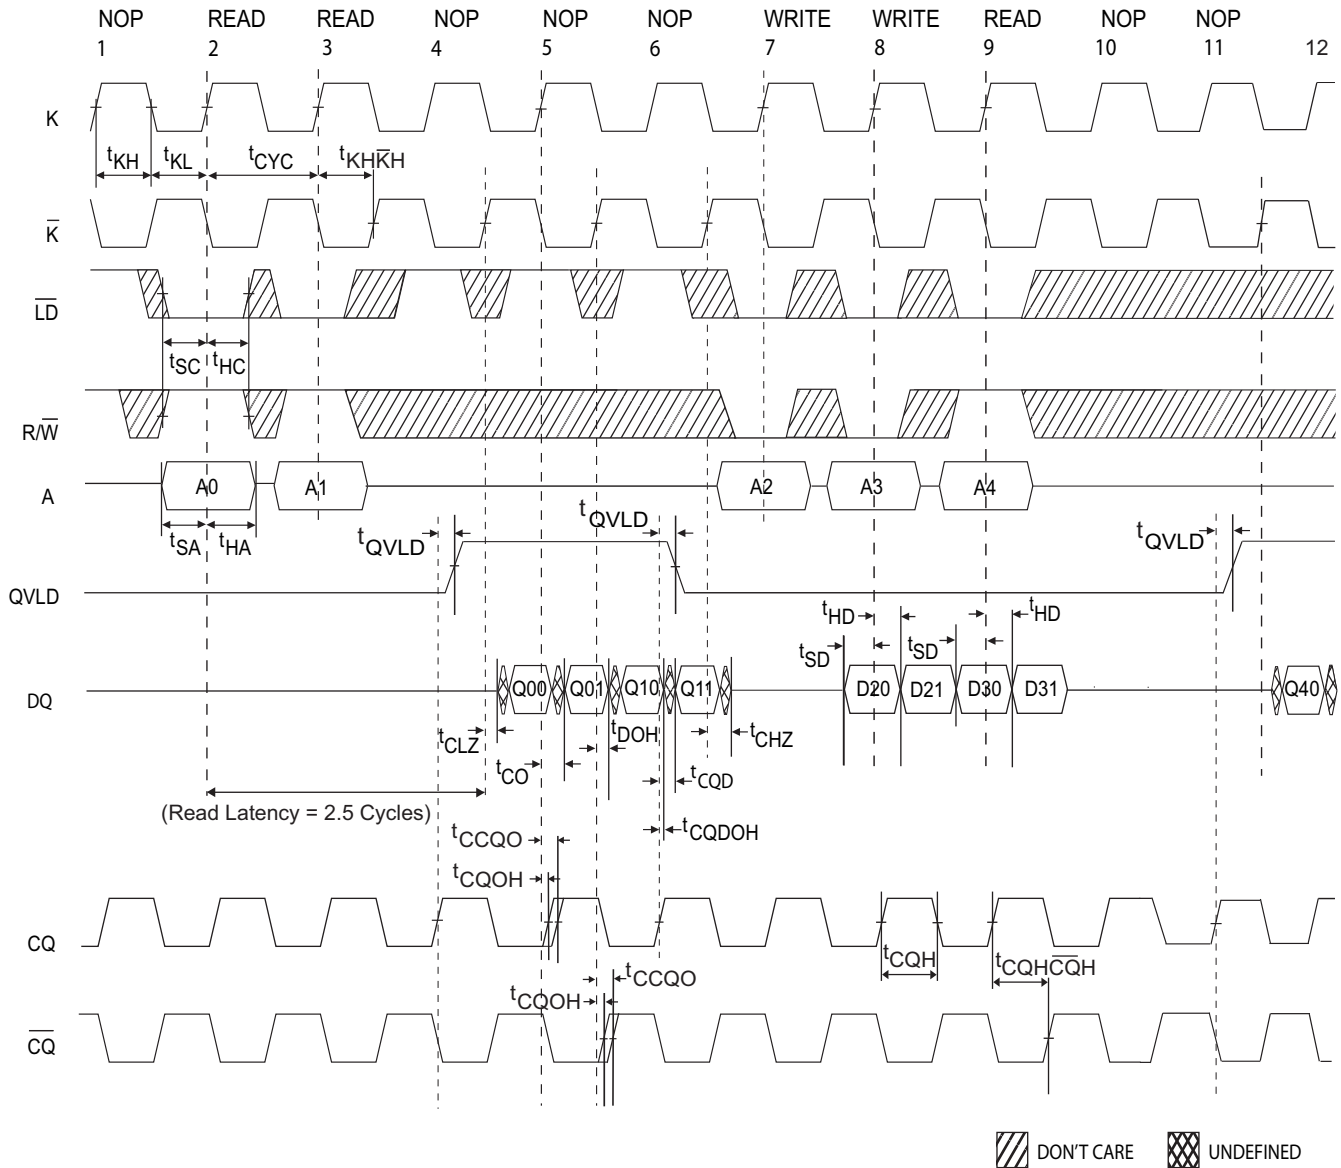 NOP READ READ NOP NOP NOP WRITE WRITE READ NOP NOP
1 2 3 4 5 6 7 8 9 10 11 12
K
tKH tKL tCYC tKHK̅H
K̅
L̅D̅
tSC tHC
R/W̅
A A0 A1 A2 A3 A4
tSA tHA tQVLD tQVLD tQVLD
QVLD
tHD tHD
tSD tSD
DQ Q00 Q01 Q10 Q11 D20 D21 D30 D31 Q40
tCLZ tDOH tCHZ
tCO tCQD
(Read Latency = 2.5 Cycles)
tCQDOH
tCCQO
tCQOH
CQ
tCQH tCQHC̅Q̅H
tCCQO
tCQOH
C̅Q̅
DON'T CARE UNDEFINED